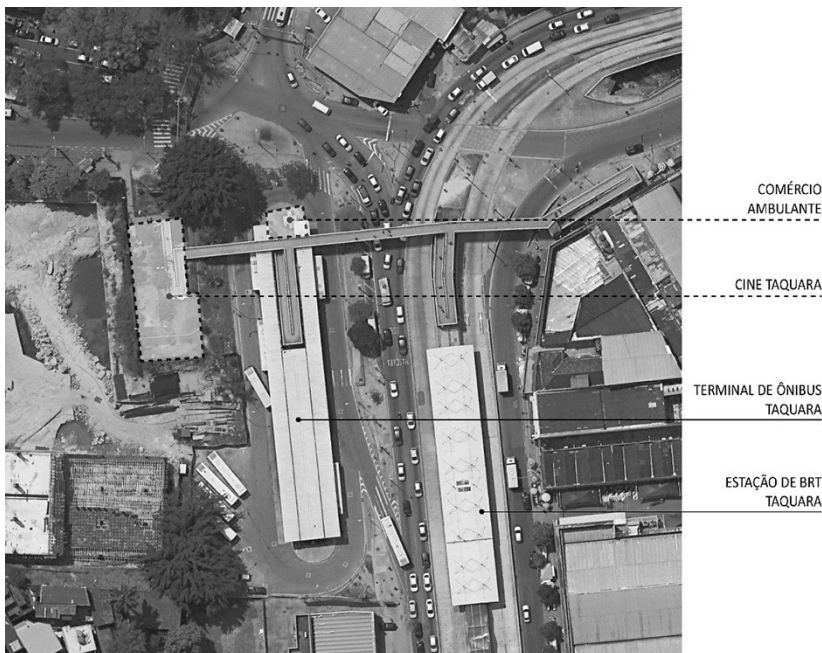 COMÉRCIO
AMBULANTE
CINE TAQUARA
TERMINAL DE ÔNIBUS
TAQUARA
ESTAÇÃO DE BRT
TAQUARA